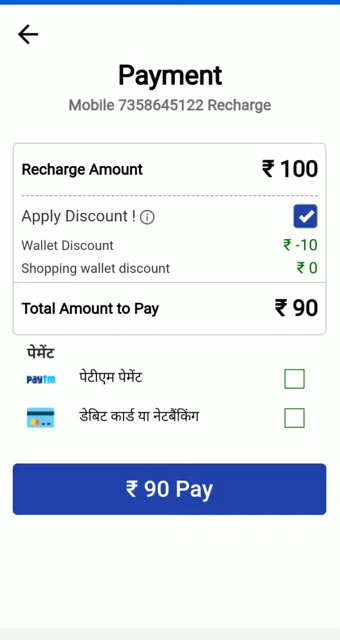 Payment
Mobile 7358645122 Recharge
Recharge Amount ₹ 100
Apply Discount !
Wallet Discount ₹ -10
Shopping wallet discount ₹ 0
Total Amount to Pay ₹ 90
पेमेंट
paytm पेटीएम पेमेंट
डेबिट कार्ड या नेटबैंकिंग
₹ 90 Pay